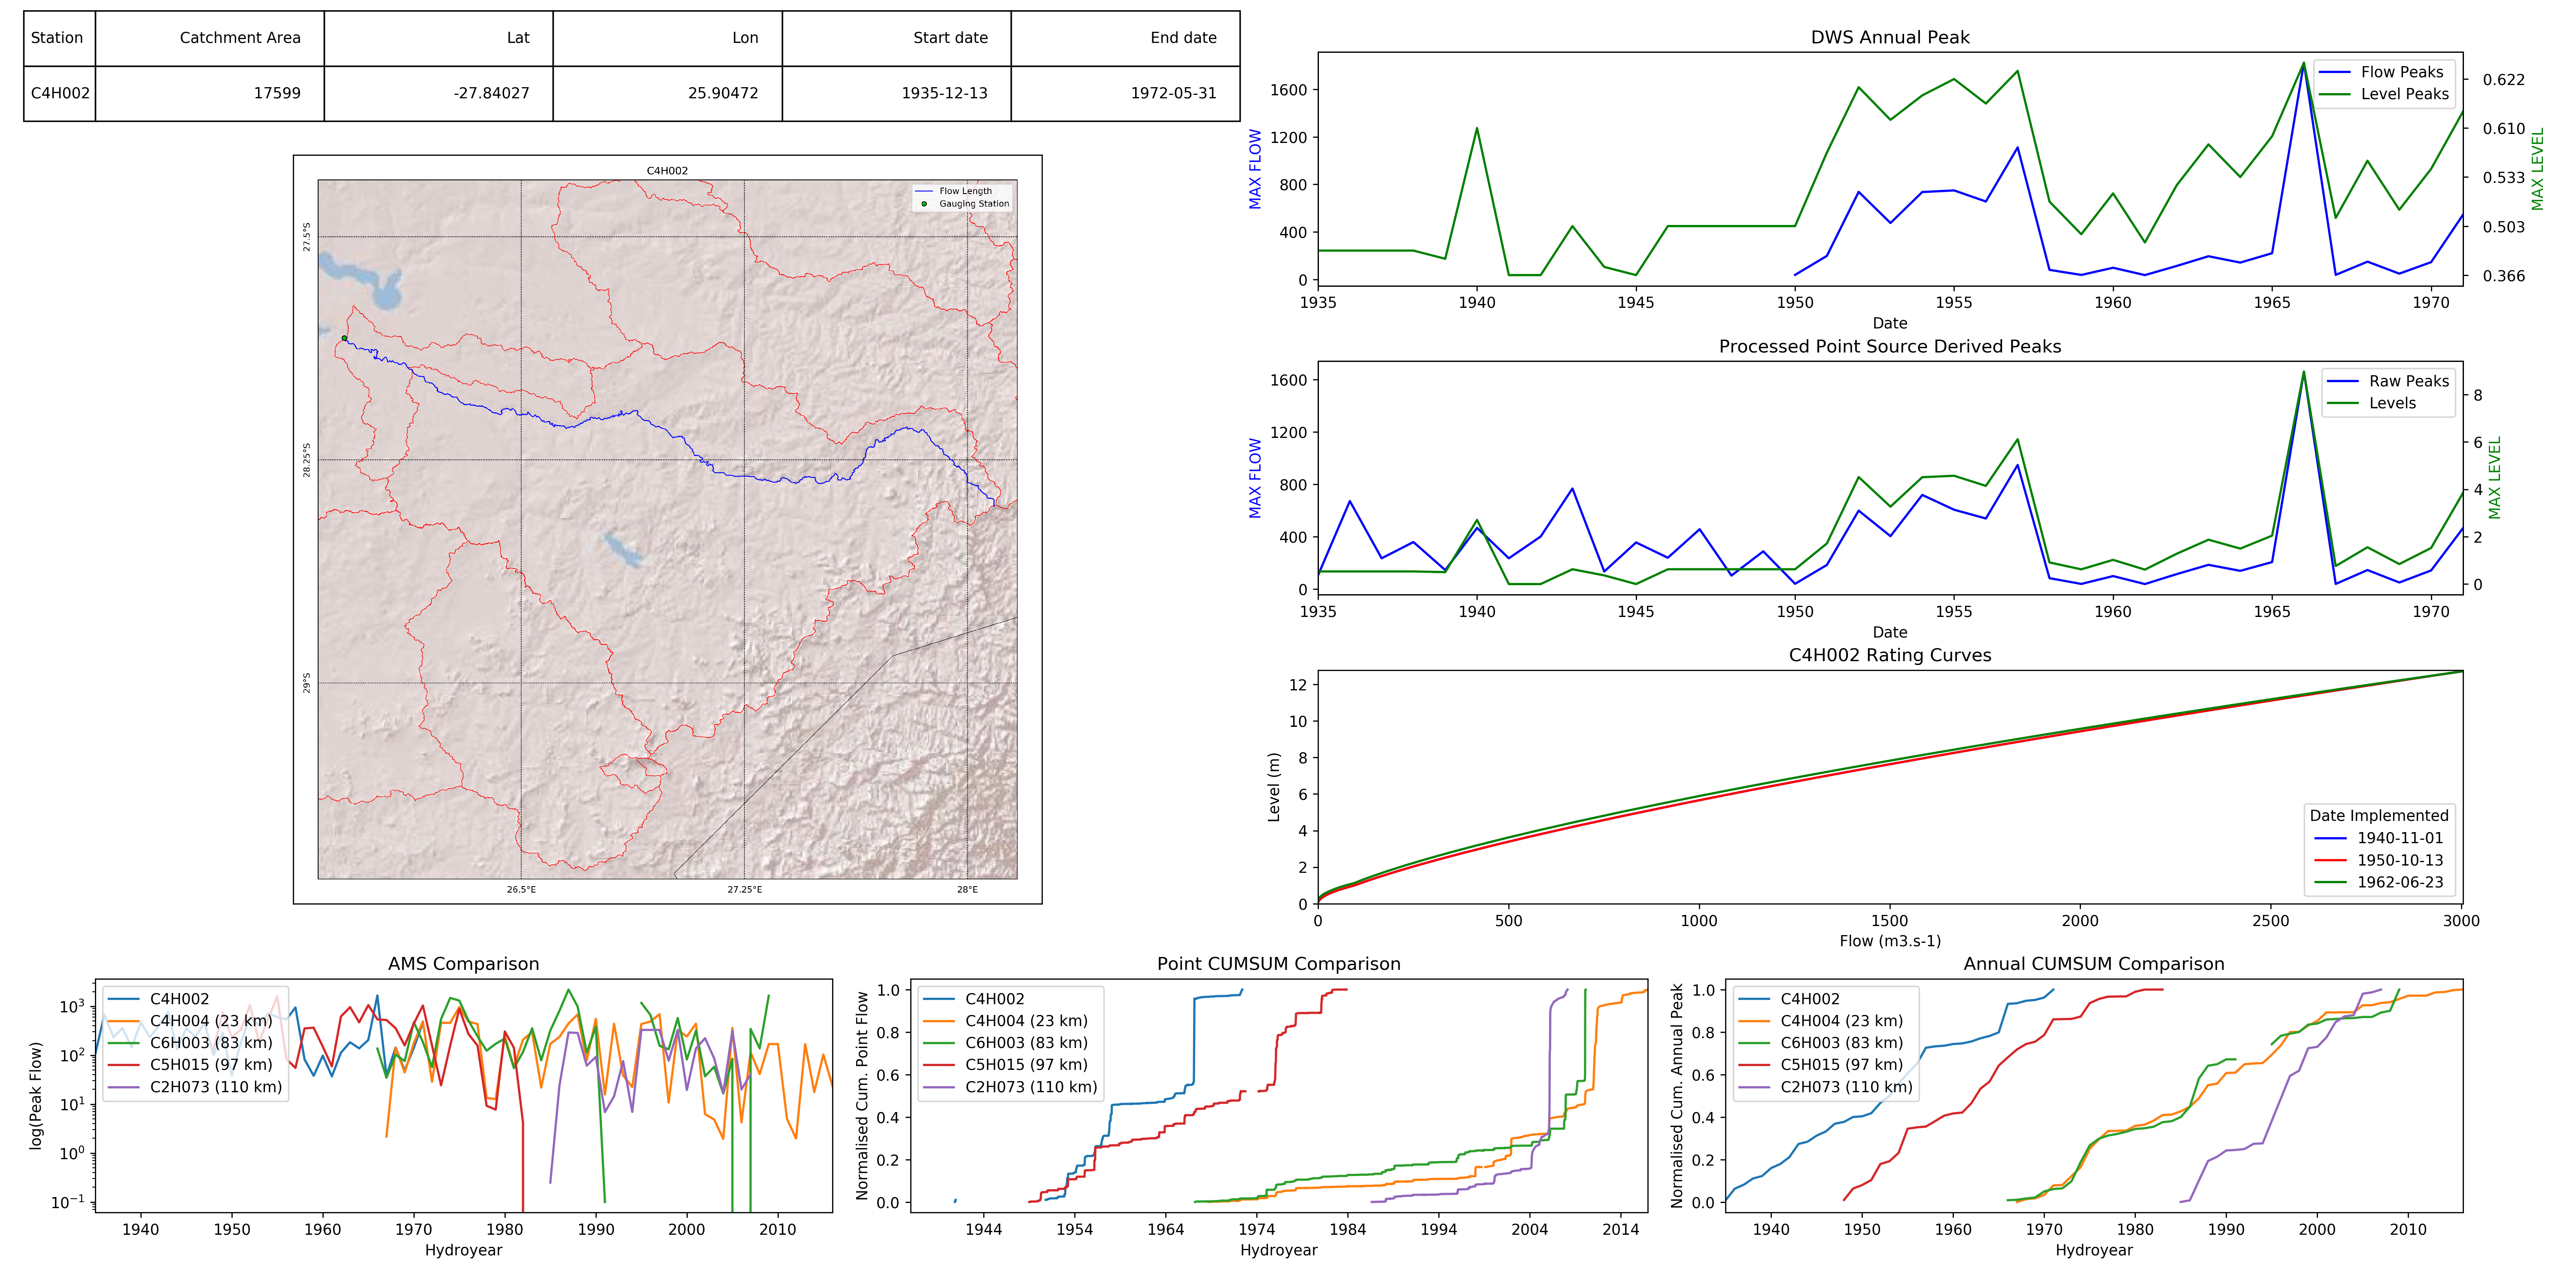 Station Catchment Area Lat Lon Start date End date
C4H002 17599 -27.84027 25.90472 1935-12-13 1972-05-31
C4H002
Flow Length
Gauging Station
27.5°S
28.25°S
29°S
26.5°E 27.25°E 28°E
DWS Annual Peak
Flow Peaks
Level Peaks
MAX FLOW
1600
1200
800
400
0
0.622
0.610
0.533
0.503
0.366
MAX LEVEL
1935 1940 1945 1950 1955 1960 1965 1970
Date
Processed Point Source Derived Peaks
Raw Peaks
Levels
MAX FLOW
1600
1200
800
400
0
8
6
4
2
0
MAX LEVEL
1935 1940 1945 1950 1955 1960 1965 1970
Date
C4H002 Rating Curves
Level (m)
12
10
8
6
4
2
0
Date Implemented
1940-11-01
1950-10-13
1962-06-23
0 500 1000 1500 2000 2500 3000
Flow (m3.s-1)
AMS Comparison
log(Peak Flow)
10³
10²
10¹
10⁰
10⁻¹
C4H002
C4H004 (23 km)
C6H003 (83 km)
C5H015 (97 km)
C2H073 (110 km)
1940 1950 1960 1970 1980 1990 2000 2010
Hydroyear
Point CUMSUM Comparison
Normalised Cum. Point Flow
1.0
0.8
0.6
0.4
0.2
0.0
C4H002
C4H004 (23 km)
C6H003 (83 km)
C5H015 (97 km)
C2H073 (110 km)
1944 1954 1964 1974 1984 1994 2004 2014
Hydroyear
Annual CUMSUM Comparison
Normalised Cum. Annual Peak
1.0
0.8
0.6
0.4
0.2
0.0
C4H002
C4H004 (23 km)
C6H003 (83 km)
C5H015 (97 km)
C2H073 (110 km)
1940 1950 1960 1970 1980 1990 2000 2010
Hydroyear